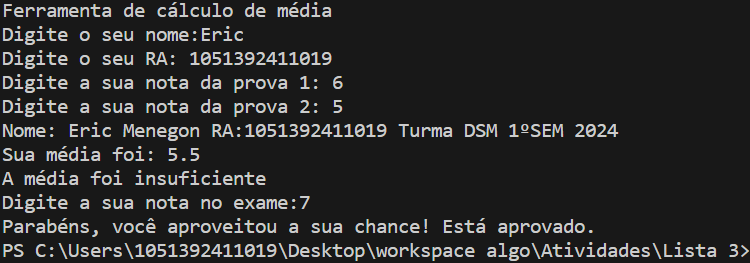 Ferramenta de cálculo de média
Digite o seu nome:Eric
Digite o seu RA: 1051392411019
Digite a sua nota da prova 1: 6
Digite a sua nota da prova 2: 5
Nome: Eric Menegon RA:1051392411019 Turma DSM 1ºSEM 2024
Sua média foi: 5.5
A média foi insuficiente
Digite a sua nota no exame:7
Parabéns, você aproveitou a sua chance! Está aprovado.
PS C:\Users\1051392411019\Desktop\workspace algo\Atividades\Lista 3>